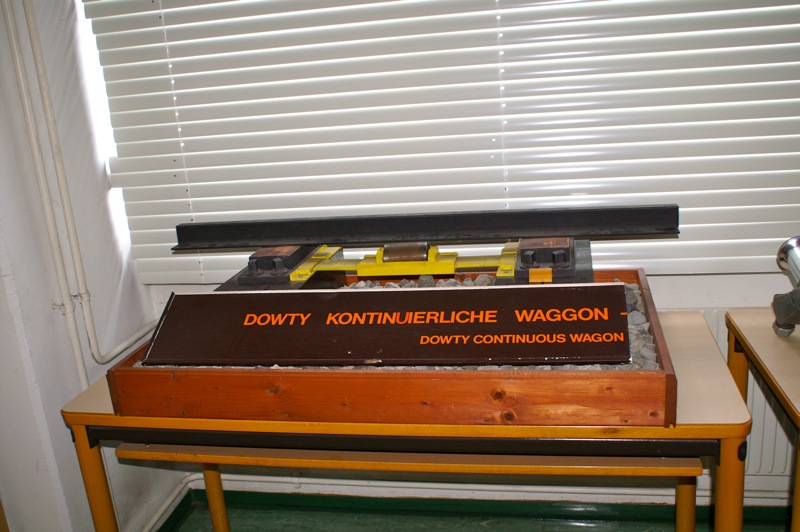 DOWTY KONTINUIERLICHE WAGGON -
DOWTY CONTINUOUS WAGON